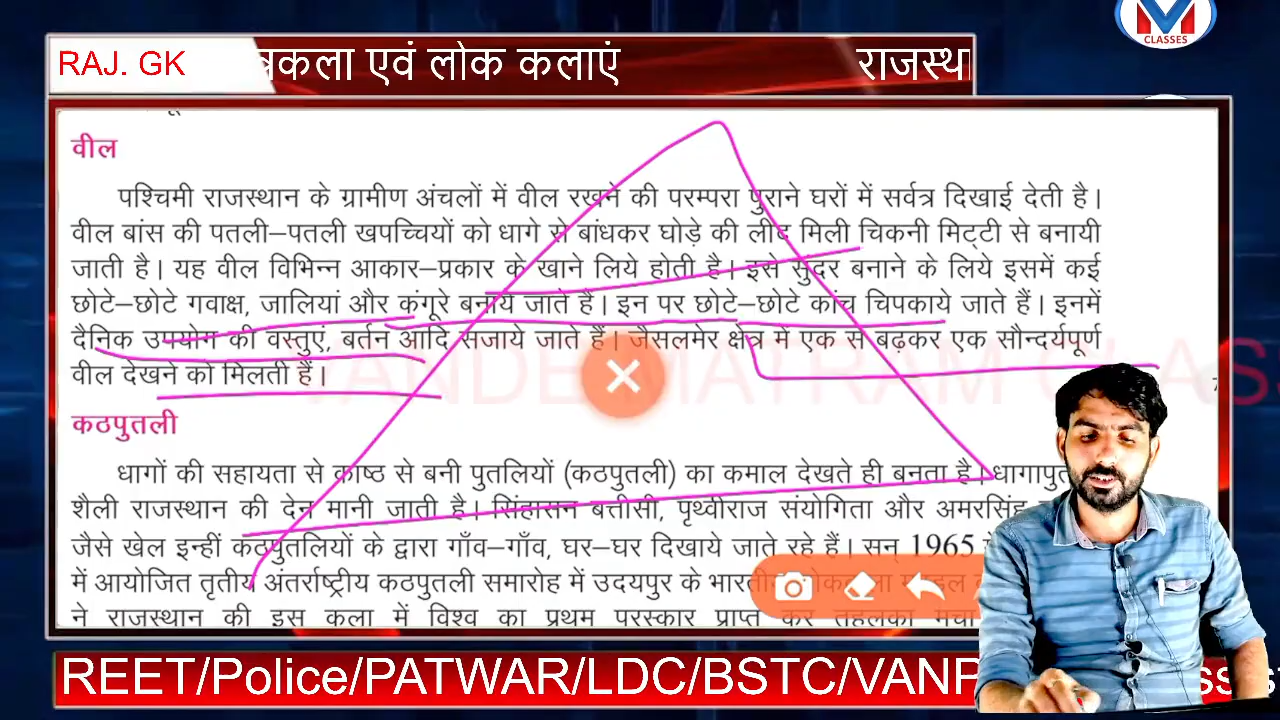 CLASSES
RAJ. GK
त्रकला एवं लोक कलाएं
राजस्था
वील
पश्चिमी राजस्थान के ग्रामीण अंचलों में वील रखने की परम्परा पुराने घरों में सर्वत्र दिखाई देती है।
वील बांस की पतली–पतली खपच्चियों को धागे से बांधकर घोड़े की लीद मिली चिकनी मिट्टी से बनायी
जाती है। यह वील विभिन्न आकार–प्रकार के खाने लिये होती है। इसे सुंदर बनाने के लिये इसमें कई
छोटे–छोटे गवाक्ष, जालियां और कंगूरे बनाये जाते हैं। इन पर छोटे–छोटे कांच चिपकाये जाते हैं। इनमें
दैनिक उपयोग की वस्तुएं, बर्तन आदि सजाये जाते हैं। जैसलमेर क्षेत्र में एक से बढ़कर एक सौन्दर्यपूर्ण
वील देखने को मिलती हैं।
कठपुतली
धागों की सहायता से काष्ठ से बनी पुतलियों (कठपुतली) का कमाल देखते ही बनता है। धागापुत
शैली राजस्थान की देन मानी जाती है। सिंहासन बत्तीसी, पृथ्वीराज संयोगिता और अमरसिंह
जैसे खेल इन्हीं कठपुतलियों के द्वारा गाँव–गाँव, घर–घर दिखाये जाते रहे हैं। सन् 1965
में आयोजित तृतीय अंतर्राष्ट्रीय कठपुतली समारोह में उदयपुर के
ने राजस्थान की इस कला में विश्व का प्रथम पुरस्कार प्राप्त कर तहलका मचा
REET/Police/PATWAR/LDC/BSTC/VANP